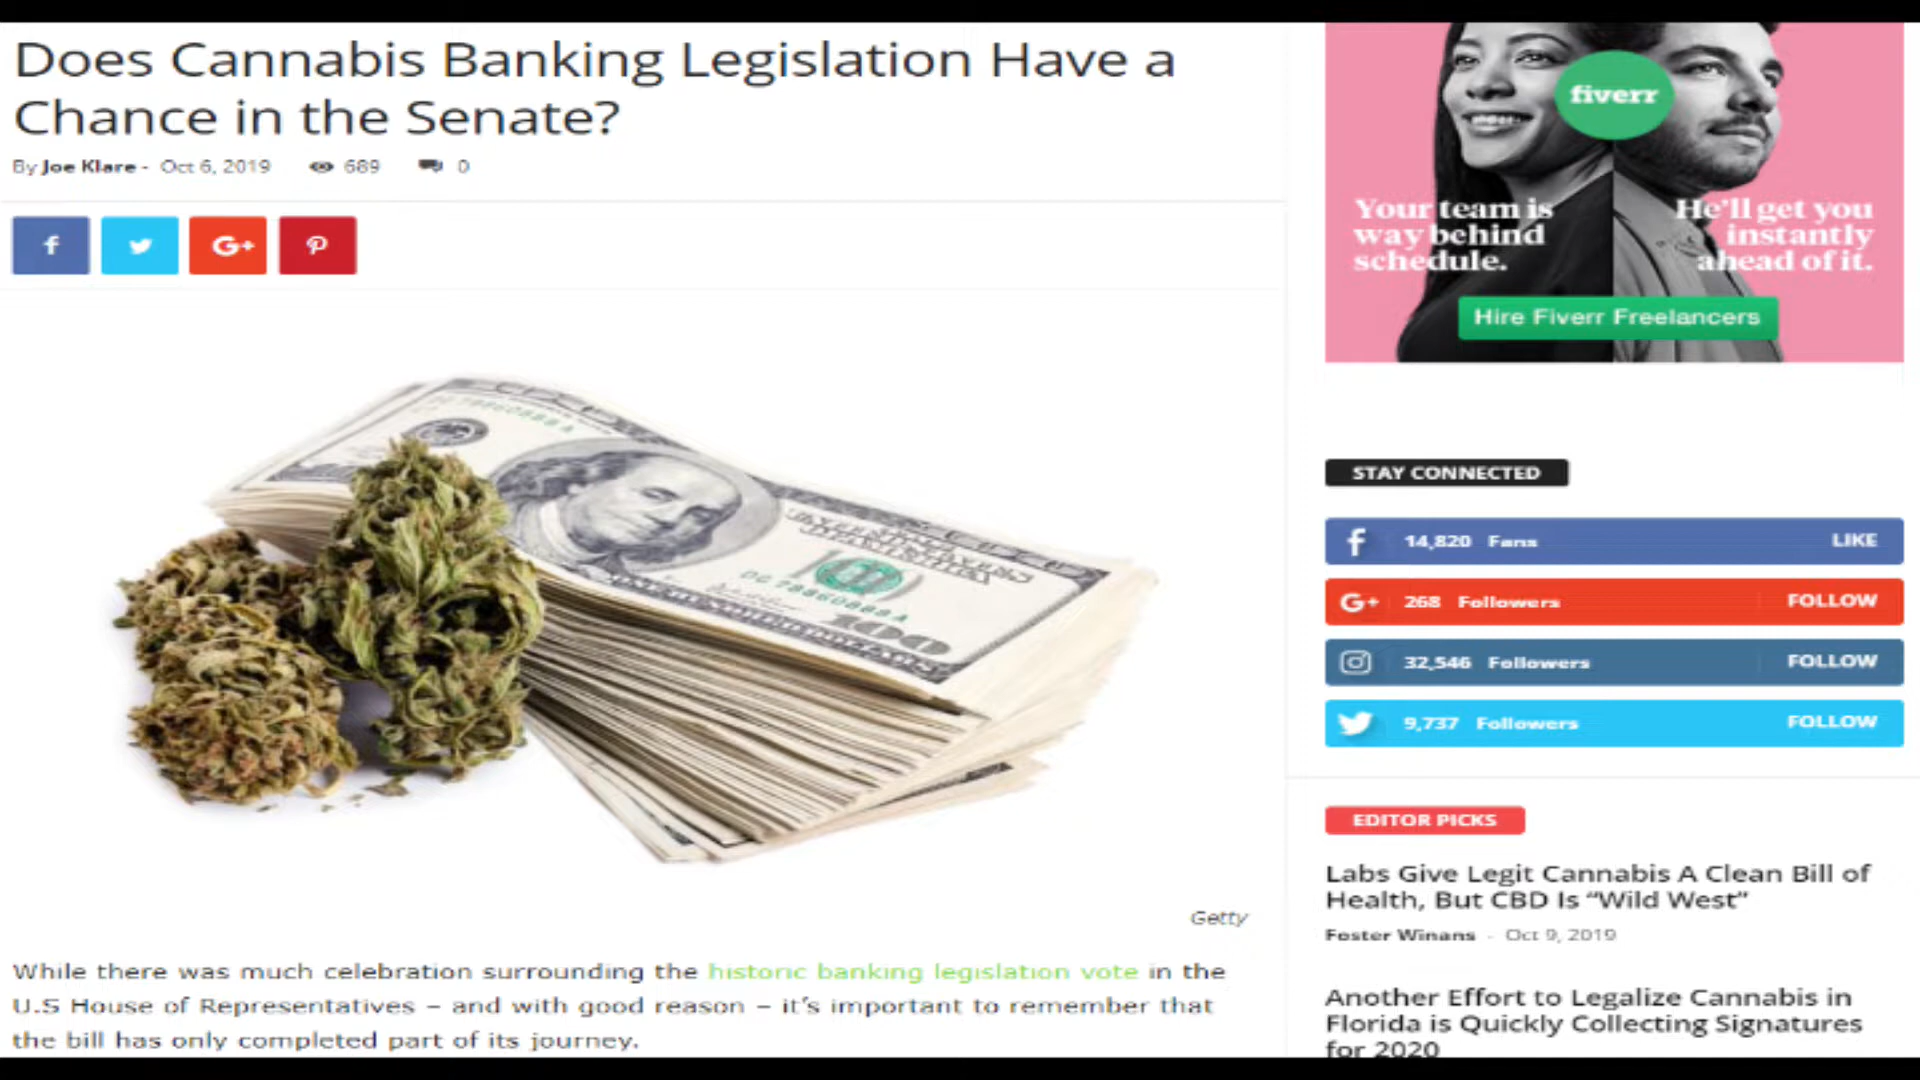 Does Cannabis Banking Legislation Have a
Chance in the Senate?
By Joe Klare - Oct 6, 2019 689 0
f G+
Getty
While there was much celebration surrounding the historic banking legislation vote in the
U.S House of Representatives – and with good reason – it's important to remember that
the bill has only completed part of its journey.
fiverr
Your team is
way behind
schedule.
He'll get you
instantly
ahead of it.
Hire Fiverr Freelancers
STAY CONNECTED
f 14,820 Fans LIKE
G+ 268 Followers FOLLOW
32,546 Followers FOLLOW
9,737 Followers FOLLOW
EDITOR PICKS
Labs Give Legit Cannabis A Clean Bill of
Health, But CBD Is “Wild West”
Foster Winans - Oct 9, 2019
Another Effort to Legalize Cannabis in
Florida is Quickly Collecting Signatures
for 2020